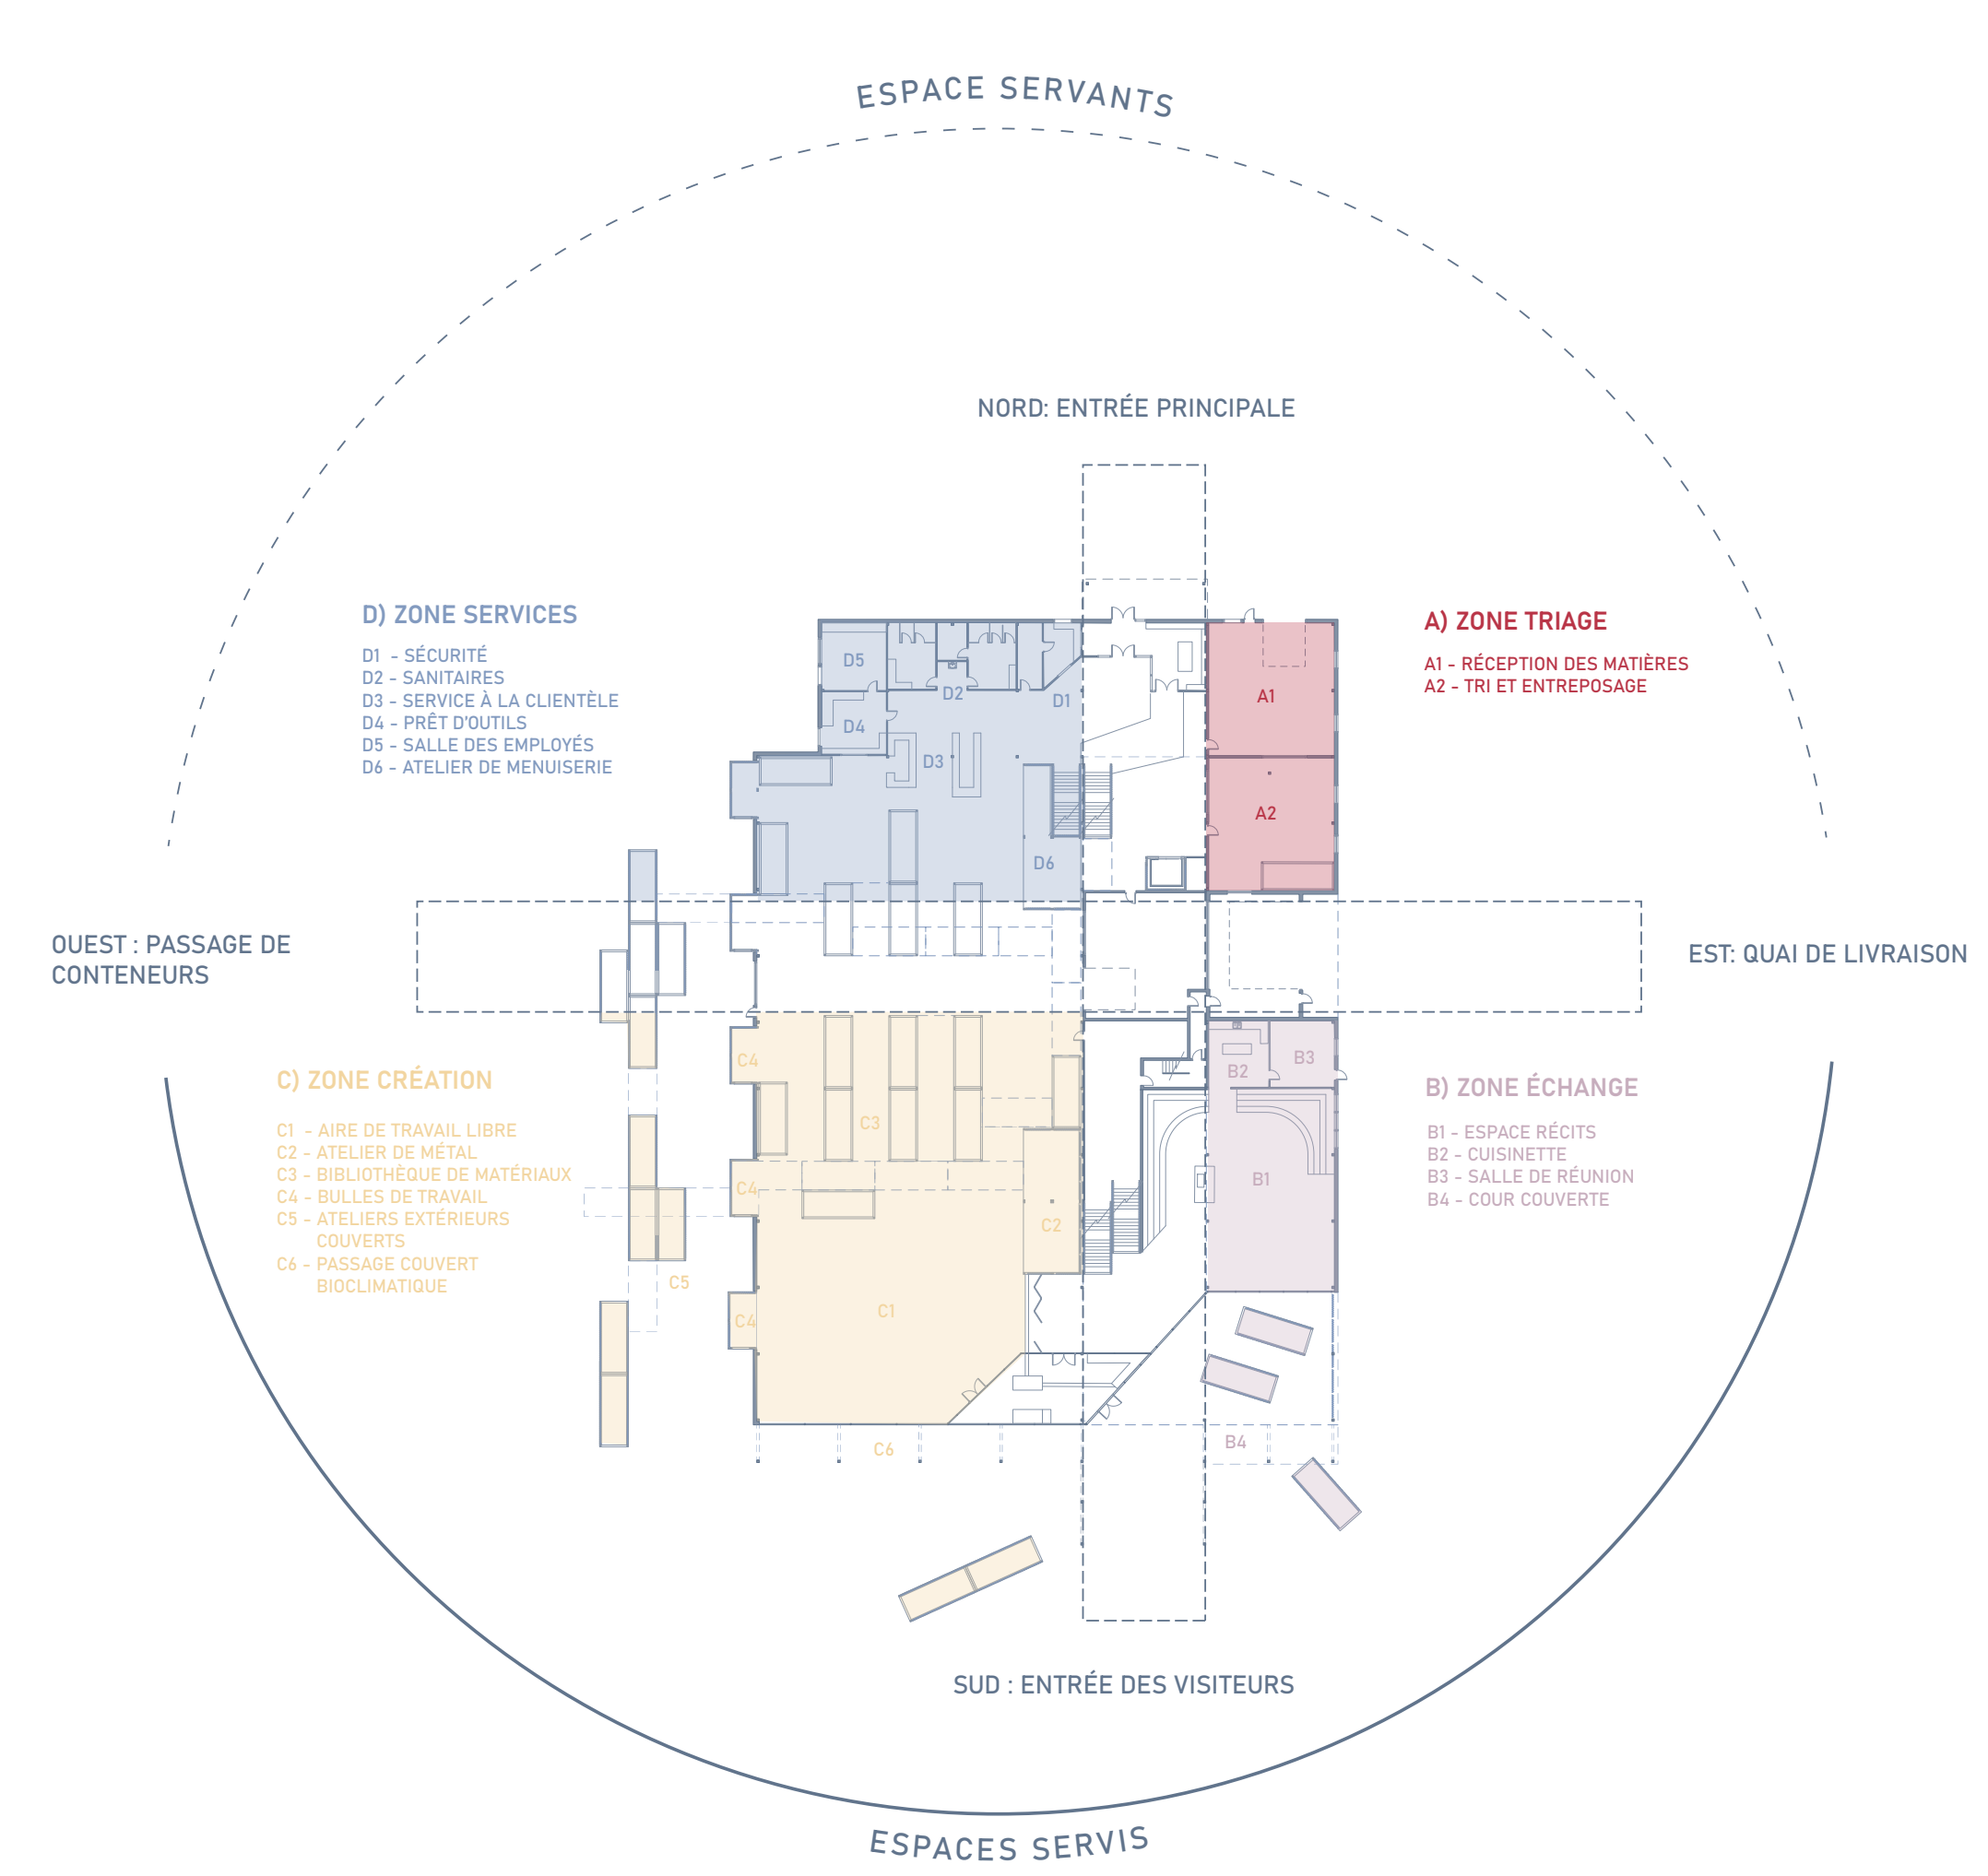 ESPACE SERVANTS
NORD: ENTRÉE PRINCIPALE
D) ZONE SERVICES
D1 - SÉCURITÉ
D2 - SANITAIRES
D3 - SERVICE À LA CLIENTÈLE
D4 - PRÊT D'OUTILS
D5 - SALLE DES EMPLOYÉS
D6 - ATELIER DE MENUISERIE
A) ZONE TRIAGE
A1 - RÉCEPTION DES MATIÈRES
A2 - TRI ET ENTREPOSAGE
D5
D2
D1
A1
D4
D3
A2
D6
OUEST : PASSAGE DE
CONTENEURS
EST: QUAI DE LIVRAISON
C) ZONE CRÉATION
C1 - AIRE DE TRAVAIL LIBRE
C2 - ATELIER DE MÉTAL
C3 - BIBLIOTHÈQUE DE MATÉRIAUX
C4 - BULLES DE TRAVAIL
C5 - ATELIERS EXTÉRIEURS
COUVERTS
C6 - PASSAGE COUVERT
BIOCLIMATIQUE
B) ZONE ÉCHANGE
B1 - ESPACE RÉCITS
B2 - CUISINETTE
B3 - SALLE DE RÉUNION
B4 - COUR COUVERTE
C4
B2
B3
C3
C4
B1
C2
C5
C1
C4
C6
B4
SUD : ENTRÉE DES VISITEURS
ESPACES SERVIS